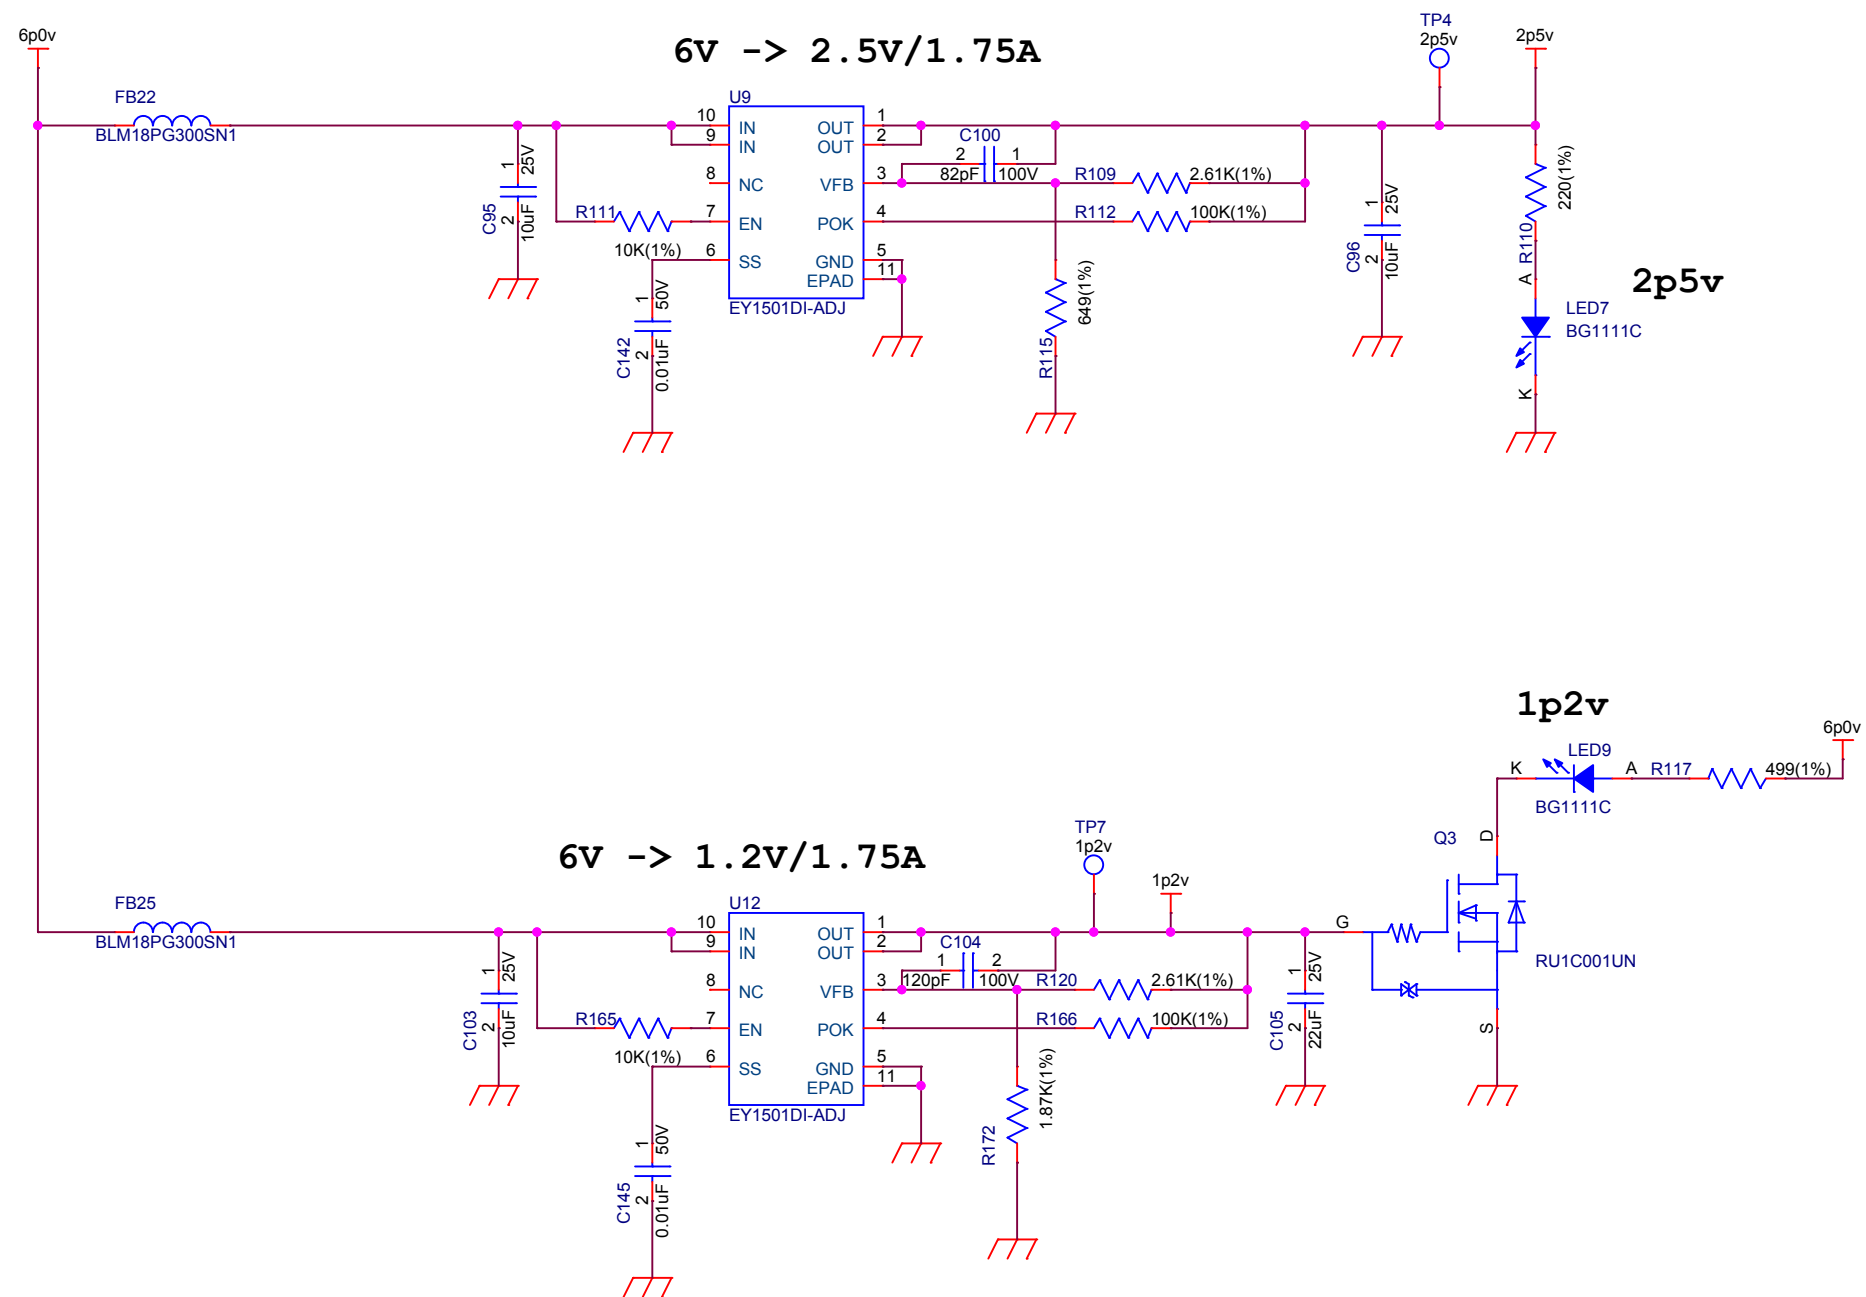 6p0v
6V -> 2.5V/1.75A
TP4
2p5v
2p5v
FB22
BLM18PG300SN1
U9
10
IN
OUT
1
9
IN
OUT
2
8
NC
VFB
3
7
EN
POK
4
6
SS
GND
5
EPAD
11
EY1501DI-ADJ
C95
1
2
25V
10uF
R111
10K(1%)
C142
1
2
50V
0.01uF
C100
2
1
82pF
100V
R109
2.61K(1%)
R112
100K(1%)
R115
649(1%)
C96
1
2
25V
10uF
R110
220(1%)
A
LED7
BG1111C
K
2p5v
1p2v
6p0v
LED9
K
A
R117
499(1%)
BG1111C
6V -> 1.2V/1.75A
TP7
1p2v
1p2v
Q3
D
G
S
RU1C001UN
FB25
BLM18PG300SN1
U12
10
IN
OUT
1
9
IN
OUT
2
8
NC
VFB
3
7
EN
POK
4
6
SS
GND
5
EPAD
11
EY1501DI-ADJ
C103
1
2
25V
10uF
R165
10K(1%)
C145
1
2
50V
0.01uF
C104
1
2
120pF
100V
R120
2.61K(1%)
R166
100K(1%)
R172
1.87K(1%)
C105
1
2
25V
22uF